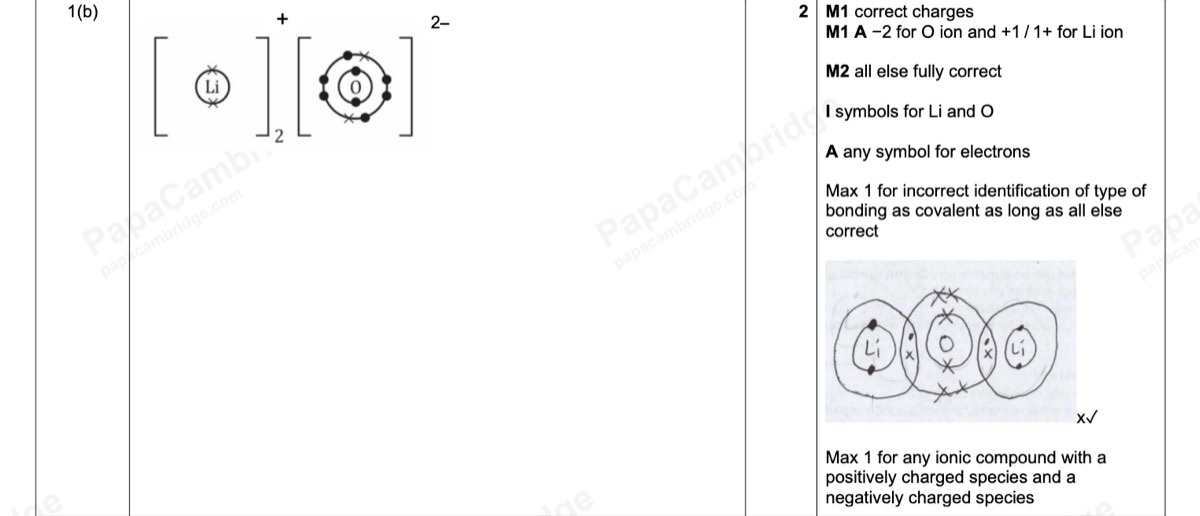 1(b)
+
2–
Li
O
2
2
M1 correct charges
M1 A −2 for O ion and +1 / 1+ for Li ion
M2 all else fully correct
I symbols for Li and O
A any symbol for electrons
Max 1 for incorrect identification of type of
bonding as covalent as long as all else
correct
Li
O
Li
x✓
Max 1 for any ionic compound with a
positively charged species and a
negatively charged species
PapaCambridge
papacambridge.com
PapaCambridge
papacambridge.com